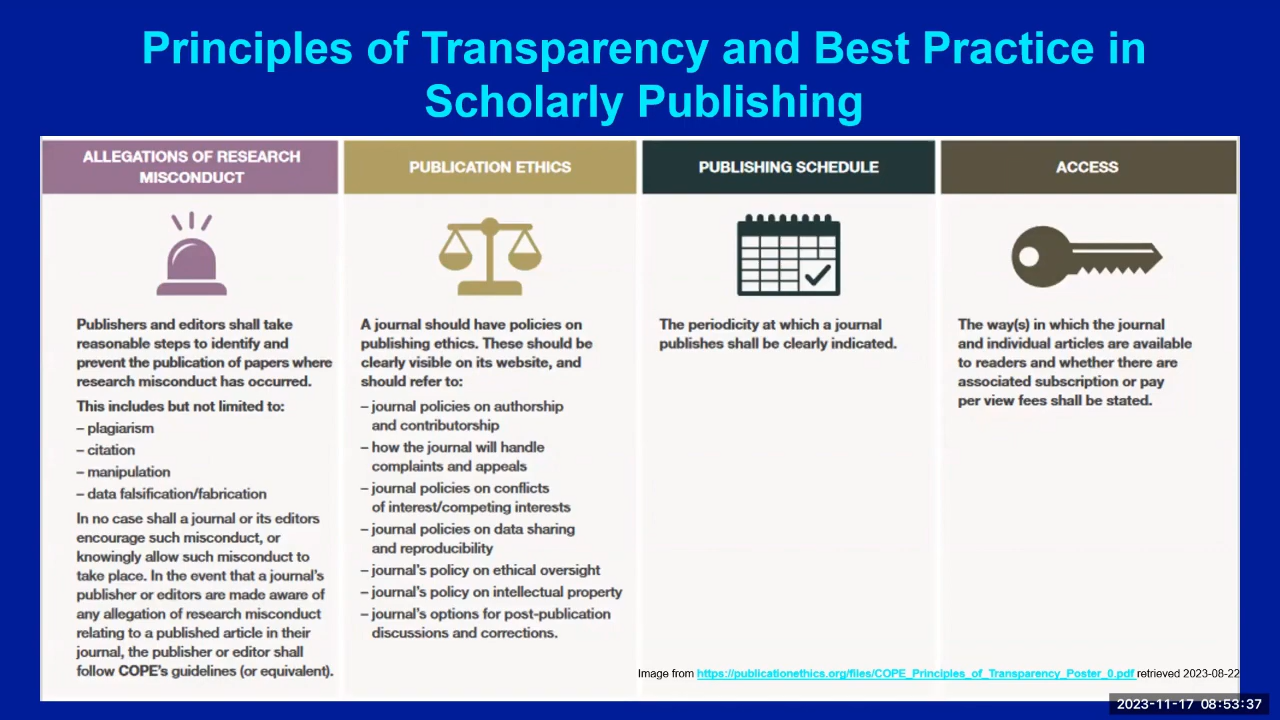 Principles of Transparency and Best Practice in
Scholarly Publishing
ALLEGATIONS OF RESEARCH
MISCONDUCT
Publishers and editors shall take
reasonable steps to identify and
prevent the publication of papers where
research misconduct has occurred.
This includes but not limited to:
– plagiarism
– citation
– manipulation
– data falsification/fabrication
In no case shall a journal or its editors
encourage such misconduct, or
knowingly allow such misconduct to
take place. In the event that a journal's
publisher or editors are made aware of
any allegation of research misconduct
relating to a published article in their
journal, the publisher or editor shall
follow COPE's guidelines (or equivalent).
PUBLICATION ETHICS
A journal should have policies on
publishing ethics. These should be
clearly visible on its website, and
should refer to:
– journal policies on authorship
and contributorship
– how the journal will handle
complaints and appeals
– journal policies on conflicts
of interest/competing interests
– journal policies on data sharing
and reproducibility
– journal's policy on ethical oversight
– journal's policy on intellectual property
– journal's options for post-publication
discussions and corrections.
PUBLISHING SCHEDULE
The periodicity at which a journal
publishes shall be clearly indicated.
ACCESS
The way(s) in which the journal
and individual articles are available
to readers and whether there are
associated subscription or pay
per view fees shall be stated.
Image from https://publicationethics.org/files/COPE_Principles_of_Transparency_Poster_0.pdf retrieved 2023-08-22
2023-11-17 08:53:37